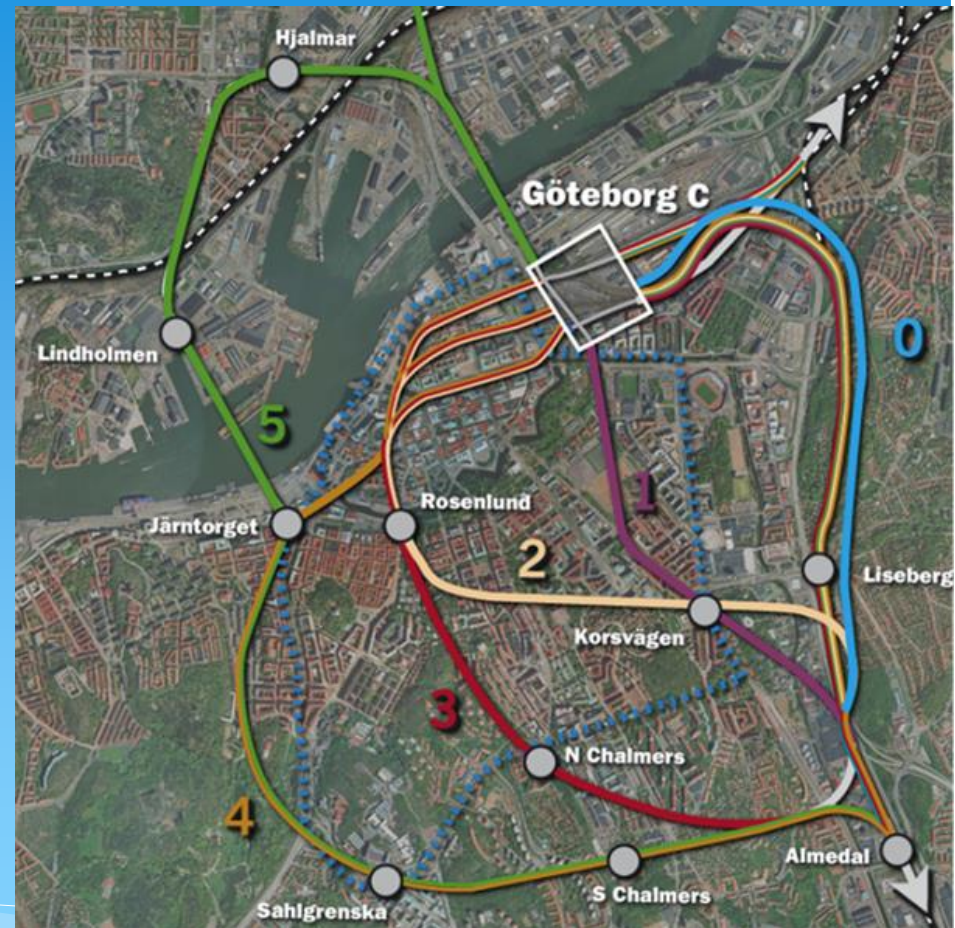 Hjalmar
Göteborg C
0
Lindholmen
5
1
Rosenlund
Järntorget
2
Liseberg
Korsvägen
3
N Chalmers
4
Almedal
S Chalmers
Sahlgrenska